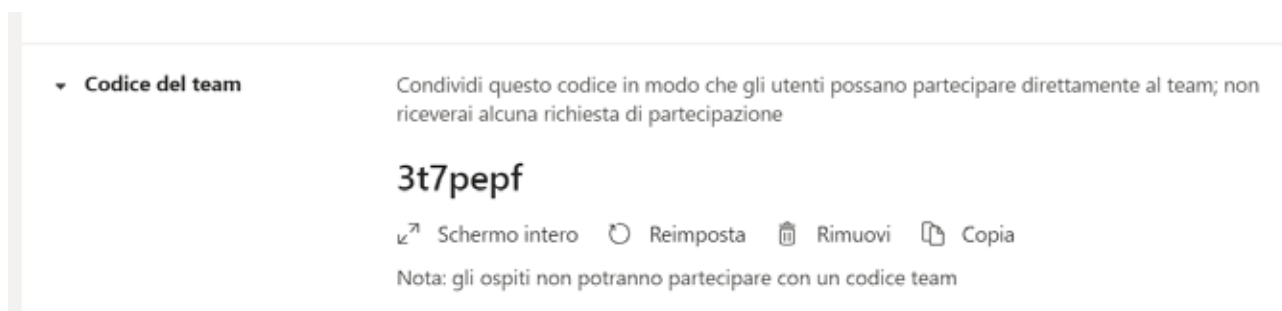 Codice del team
Condividi questo codice in modo che gli utenti possano partecipare direttamente al team; non
riceverai alcuna richiesta di partecipazione
3t7pepf
Schermo intero Reimposta Rimuovi Copia
Nota: gli ospiti non potranno partecipare con un codice team